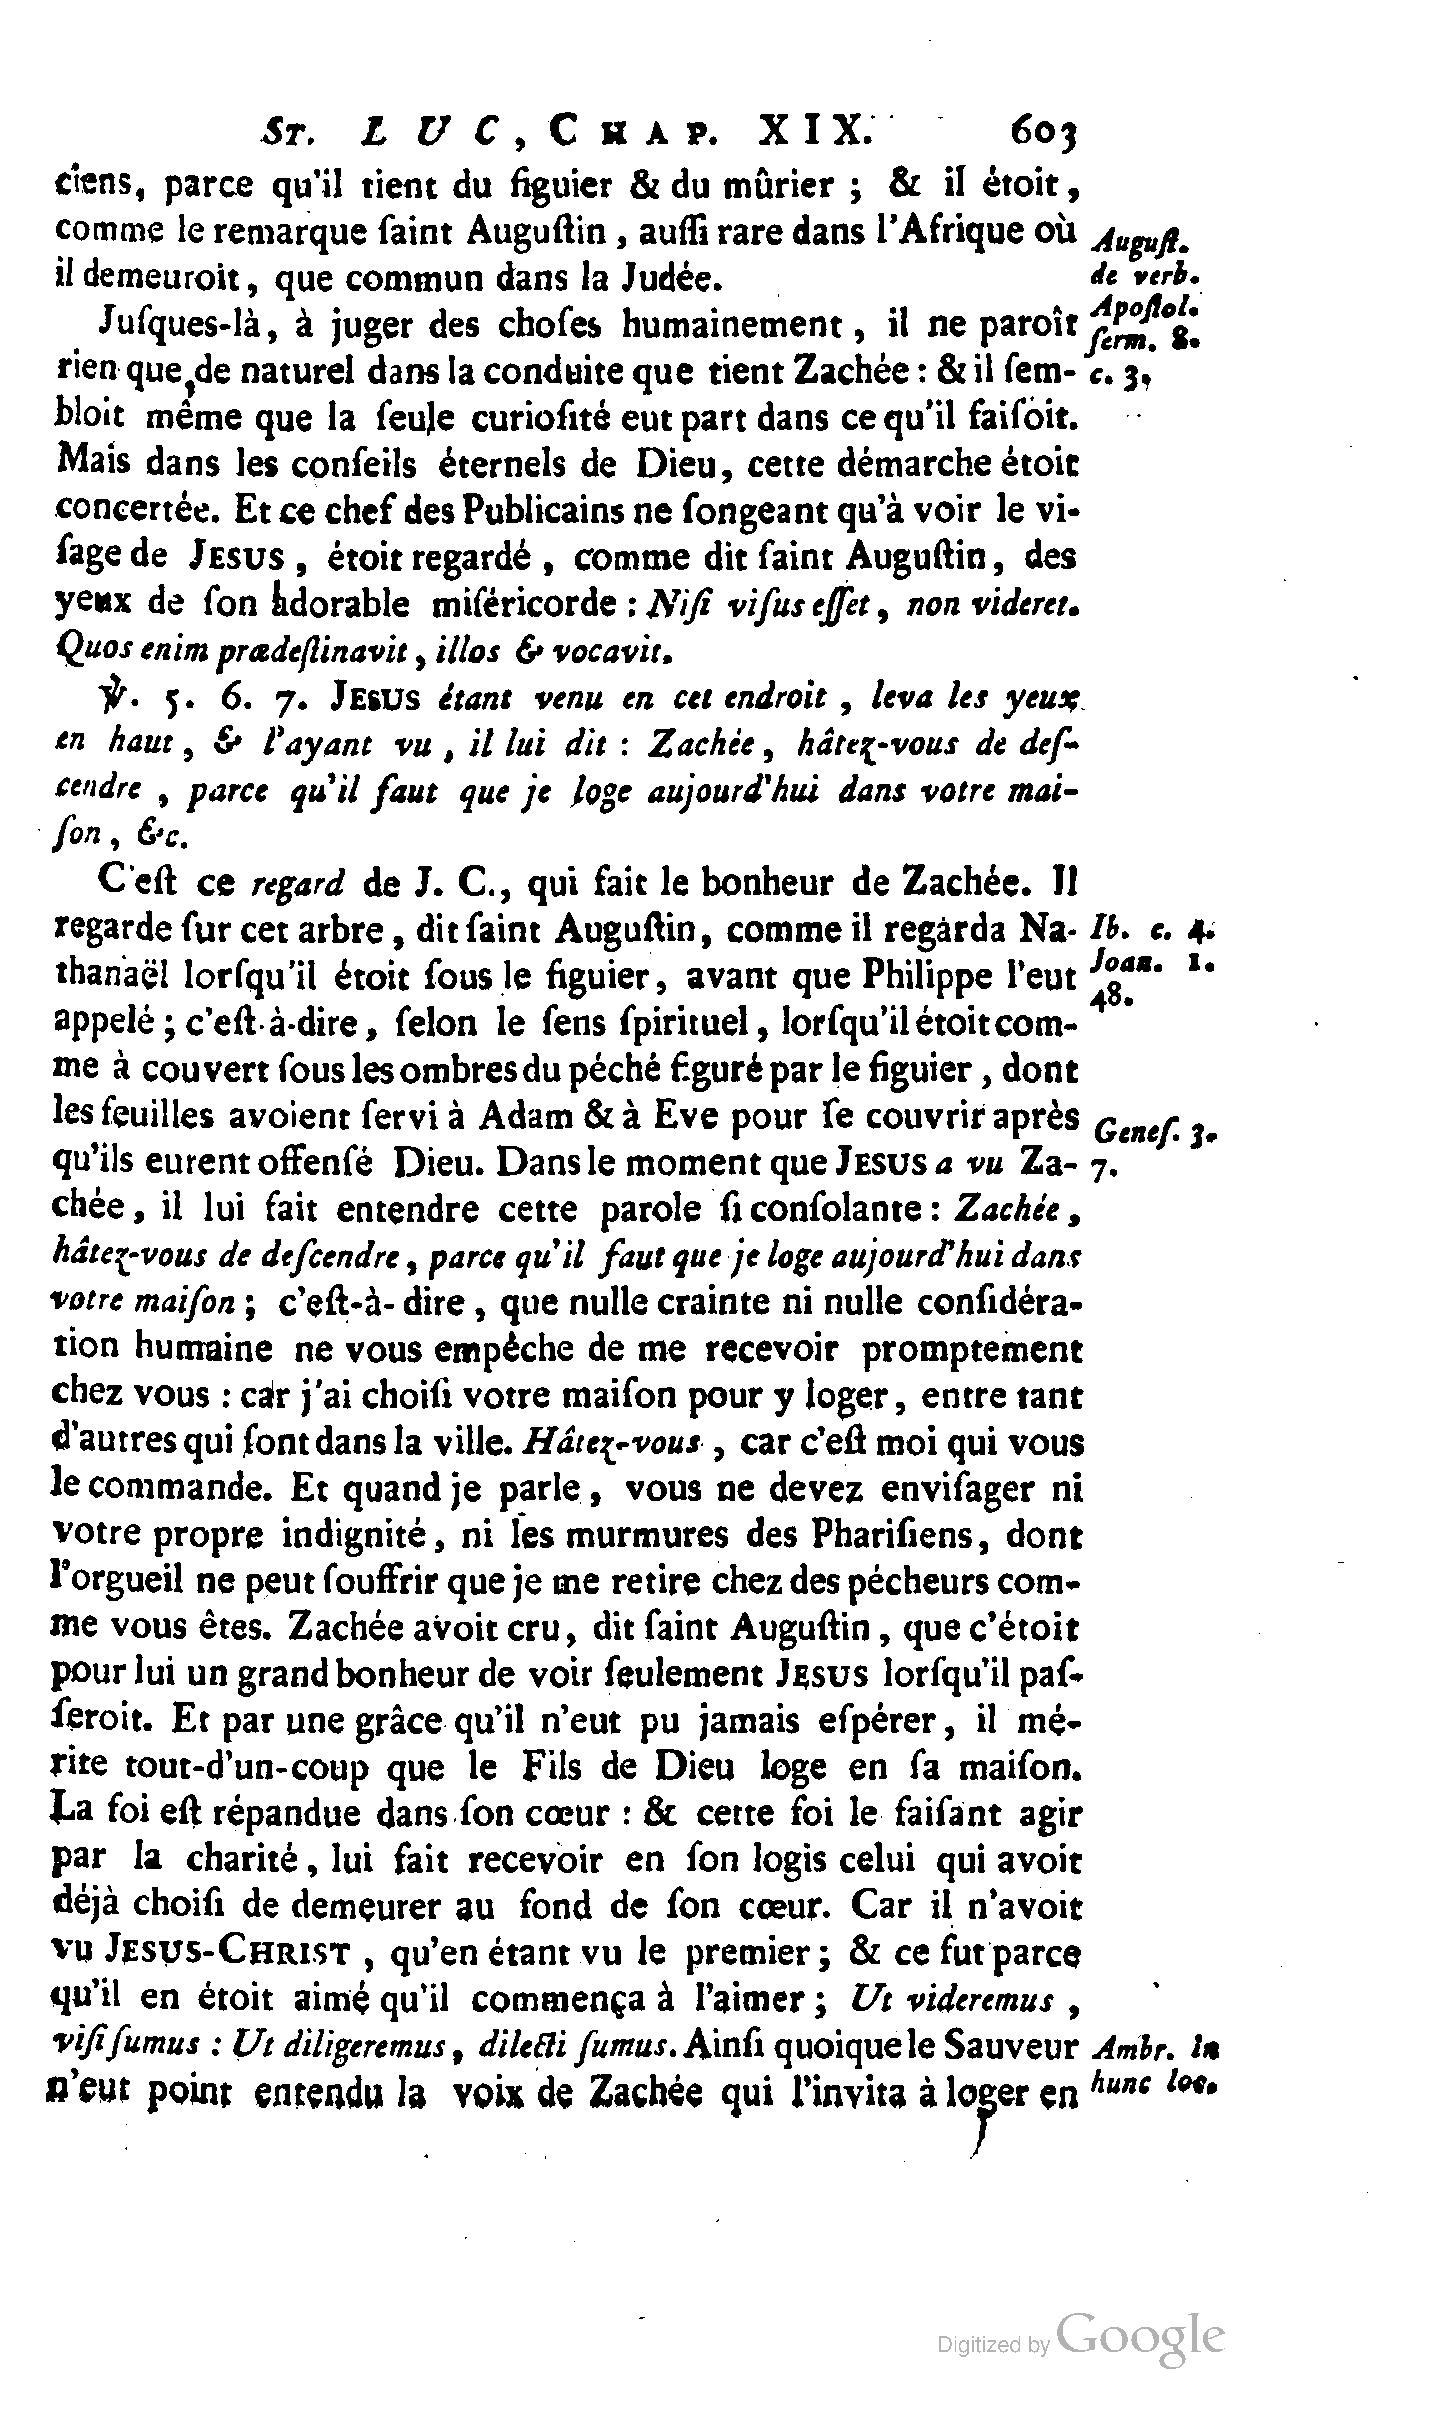 ST. LUC, CHAP. XIX. 603
ciens, parce qu'il tient du figuier & du mûrier ; & il étoit,
comme le remarque ſaint Auguſtin, auſſi rare dans l'Afrique où
il demeuroit, que commun dans la Judée.
Auguſt.
de verb.
Apoſtol.
ſerm. 8.
c. 3,
Juſques-là, à juger des choſes humainement, il ne paroît
rien que de naturel dans la conduite que tient Zachée : & il ſem-
bloit même que la ſeule curioſité eut part dans ce qu'il faiſoit.
Mais dans les conſeils éternels de Dieu, cette démarche étoit
concertée. Et ce chef des Publicains ne ſongeant qu'à voir le vi-
ſage de JESUS, étoit regardé, comme dit ſaint Auguſtin, des
yeux de ſon adorable miſéricorde : Niſi viſus eſſet, non videret.
Quos enim prædeſtinavit, illos & vocavit.
℣. 5. 6. 7. JESUS étant venu en cet endroit, leva les yeux
en haut, & l'ayant vu, il lui dit : Zachée, hâtez-vous de deſ-
cendre, parce qu'il faut que je loge aujourd'hui dans votre mai-
ſon, &c.
C'eſt ce regard de J. C., qui fait le bonheur de Zachée. Il
regarde ſur cet arbre, dit ſaint Auguſtin, comme il regarda Na-
thanaël lorſqu'il étoit ſous le figuier, avant que Philippe l'eut
appelé ; c'eſt-à-dire, ſelon le ſens ſpirituel, lorſqu'il étoit com-
Ib. c. 4.
Joan. 1.
48.
me à couvert ſous les ombres du péché figuré par le figuier, dont
les feuilles avoient ſervi à Adam & à Eve pour ſe couvrir après
qu'ils eurent offenſé Dieu. Dans le moment que JESUS a vu Za-
Geneſ. 3.
7.
chée, il lui fait entendre cette parole ſi conſolante : Zachée,
hâtez-vous de deſcendre, parce qu'il faut que je loge aujourd'hui dans
votre maiſon ; c'eſt-à-dire, que nulle crainte ni nulle conſidéra-
tion humaine ne vous empêche de me recevoir promptement
chez vous : car j'ai choiſi votre maiſon pour y loger, entre tant
d'autres qui ſont dans la ville. Hâtez-vous, car c'eſt moi qui vous
le commande. Et quand je parle, vous ne devez enviſager ni
votre propre indignité, ni les murmures des Phariſiens, dont
l'orgueil ne peut ſouffrir que je me retire chez des pécheurs com-
me vous êtes. Zachée avoit cru, dit ſaint Auguſtin, que c'étoit
pour lui un grand bonheur de voir ſeulement JESUS lorſqu'il paſ-
ſeroit. Et par une grâce qu'il n'eut pu jamais eſpérer, il mé-
rite tout-d'un-coup que le Fils de Dieu loge en ſa maiſon.
La foi eſt répandue dans ſon cœur : & cette foi le faiſant agir
par la charité, lui fait recevoir en ſon logis celui qui avoit
déjà choiſi de demeurer au fond de ſon cœur. Car il n'avoit
vu JESUS-CHRIST, qu'en étant vu le premier ; & ce fut parce
qu'il en étoit aimé qu'il commença à l'aimer ; Ut videremus,
viſi ſumus : Ut diligeremus, dilecti ſumus. Ainſi quoique le Sauveur
n'eut point entendu la voix de Zachée qui l'invita à loger en
Ambr. in
hunc loc.
Digitized by Google